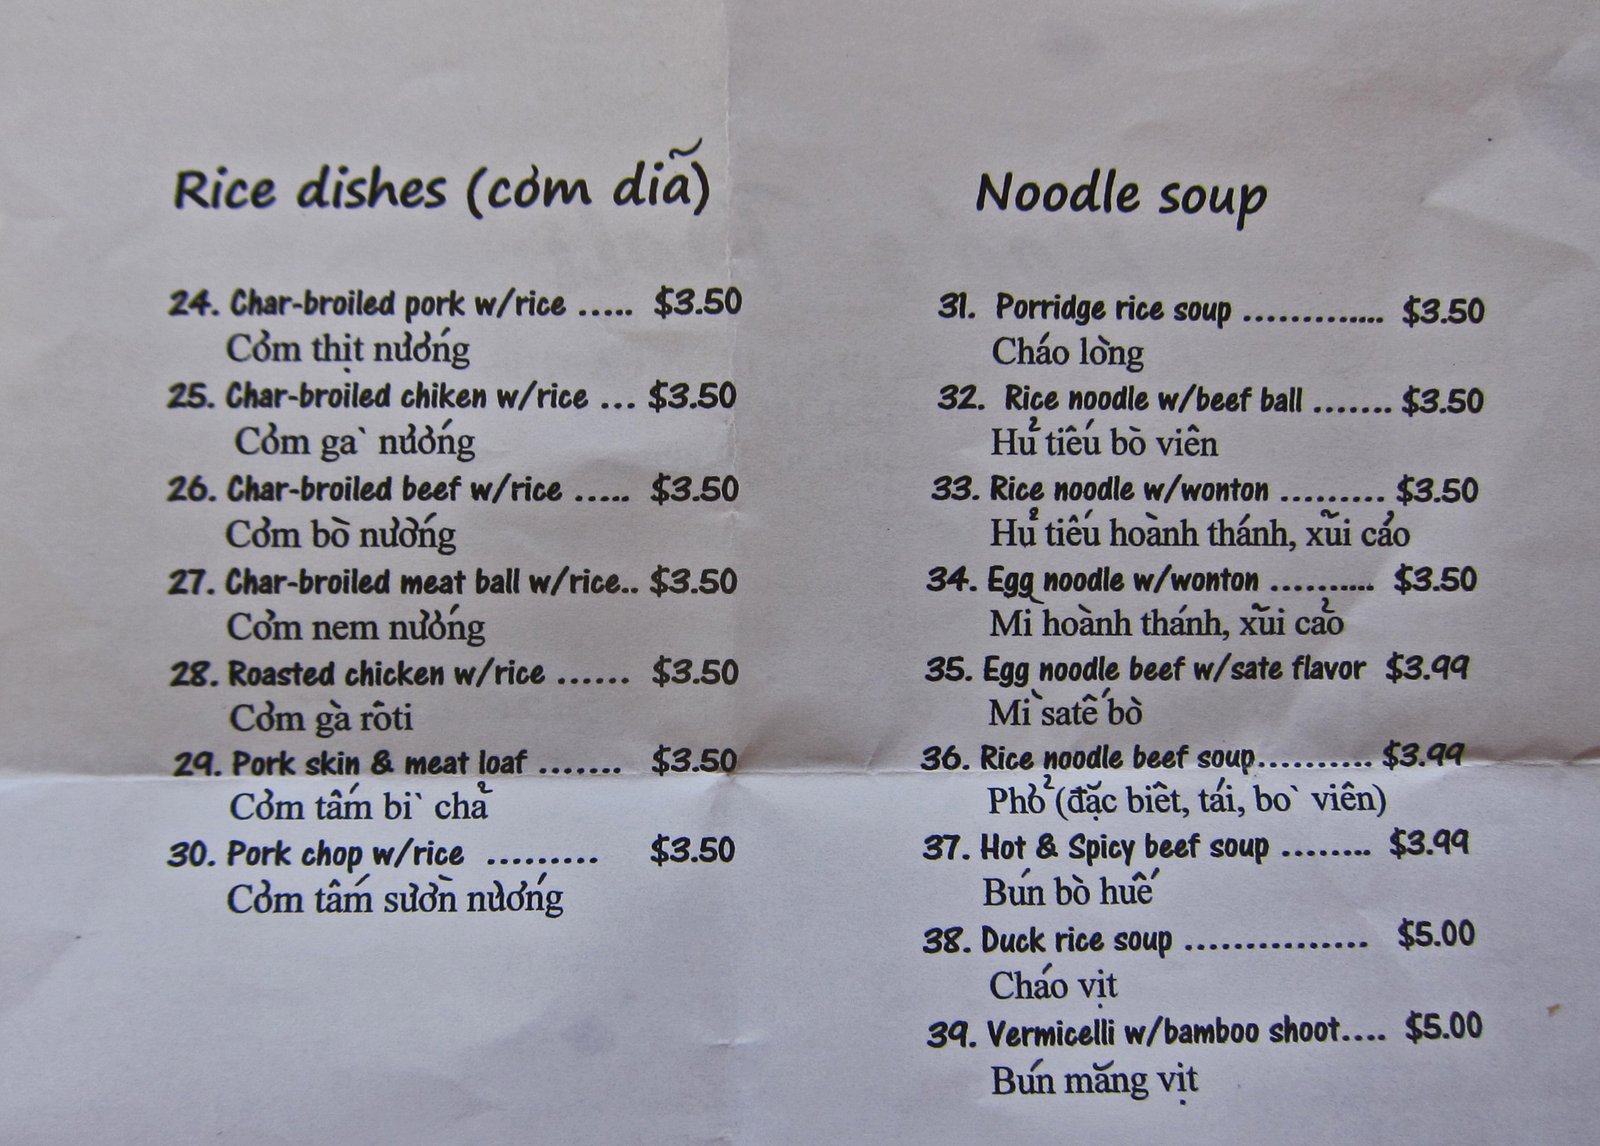 Rice dishes (cơm diã)
24. Char-broiled pork w/rice ..... $3.50
Cơm thịt nướng
25. Char-broiled chiken w/rice ... $3.50
Cơm ga` nướng
26. Char-broiled beef w/rice ..... $3.50
Cơm bò nướng
27. Char-broiled meat ball w/rice.. $3.50
Cơm nem nướng
28. Roasted chicken w/rice ...... $3.50
Cơm gà rôti
29. Pork skin & meat loaf ....... $3.50
Cơm tấm bi` chả
30. Pork chop w/rice ......... $3.50
Cơm tấm sườn nướng
Noodle soup
31. Porridge rice soup ............. $3.50
Cháo lòng
32. Rice noodle w/beef ball ....... $3.50
Hủ tiếu bò viên
33. Rice noodle w/wonton ......... $3.50
Hủ tiếu hoành thánh, xũi cảo
34. Egg noodle w/wonton .......... $3.50
Mì hoành thánh, xũi cảo
35. Egg noodle beef w/sate flavor $3.99
Mì satế bò
36. Rice noodle beef soup.......... $3.99
Phở (đặc biêt, tái, bo` viên)
37. Hot & Spicy beef soup ........ $3.99
Bún bò huế
38. Duck rice soup ............... $5.00
Cháo vịt
39. Vermicelli w/bamboo shoot.... $5.00
Bún măng vịt